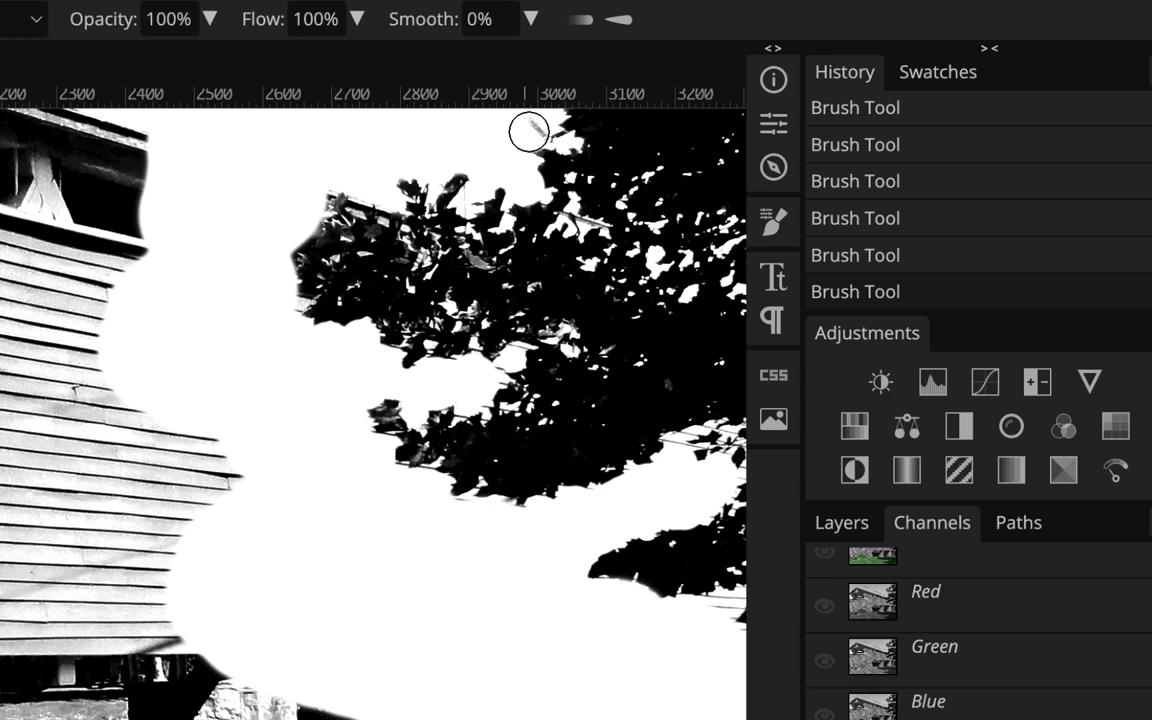 Opacity: 100% Flow: 100% Smooth: 0%
200 2300 2400 2500 2600 2700 2800 2900 3000 3100 3200
History Swatches
Brush Tool
Brush Tool
Brush Tool
Brush Tool
Brush Tool
Brush Tool
Adjustments
CSS
Layers Channels Paths
Red
Green
Blue